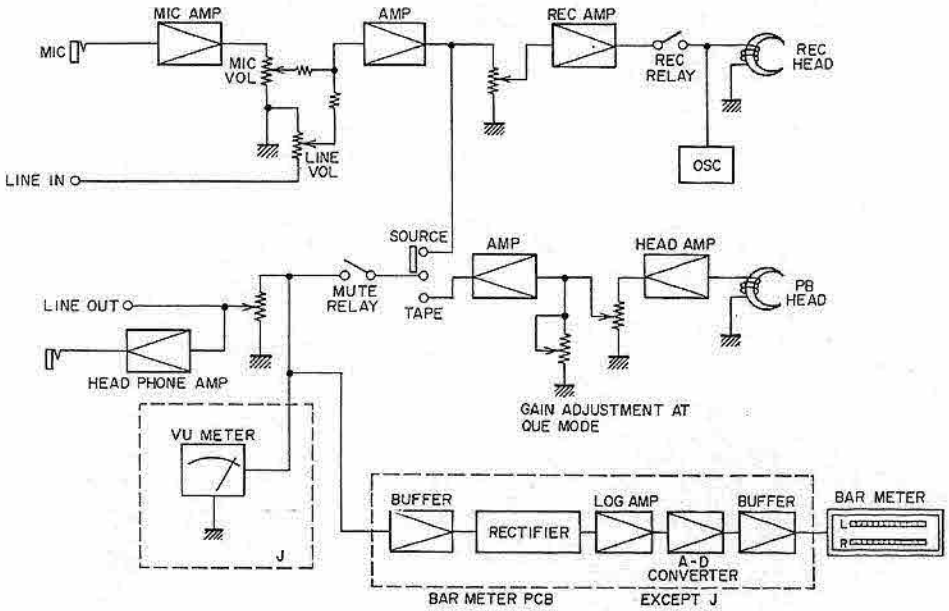 MIC AMP
AMP
REC AMP
MIC
MIC
VOL
REC
RELAY
REC
HEAD
LINE
VOL
LINE IN
OSC
SOURCE
AMP
HEAD AMP
MUTE
RELAY
TAPE
PB
HEAD
LINE OUT
HEAD PHONE AMP
GAIN ADJUSTMENT AT
QUE MODE
VU METER
J
BUFFER
RECTIFIER
LOG AMP
A-D
CONVERTER
BUFFER
BAR METER
L
R
BAR METER PCB
EXCEPT J